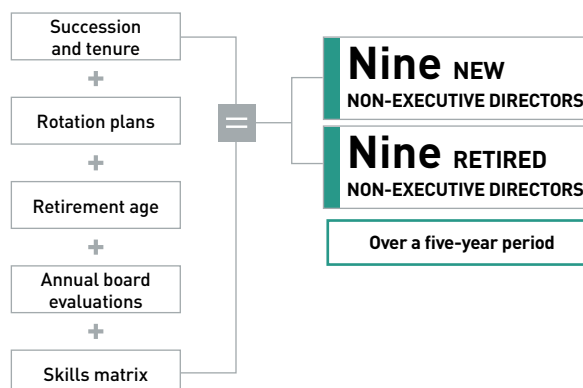 Succession
and tenure
+
Rotation plans
+
Retirement age
+
Annual board
evaluations
+
Skills matrix
=
Nine NEW
NON-EXECUTIVE DIRECTORS
Nine RETIRED
NON-EXECUTIVE DIRECTORS
Over a five-year period